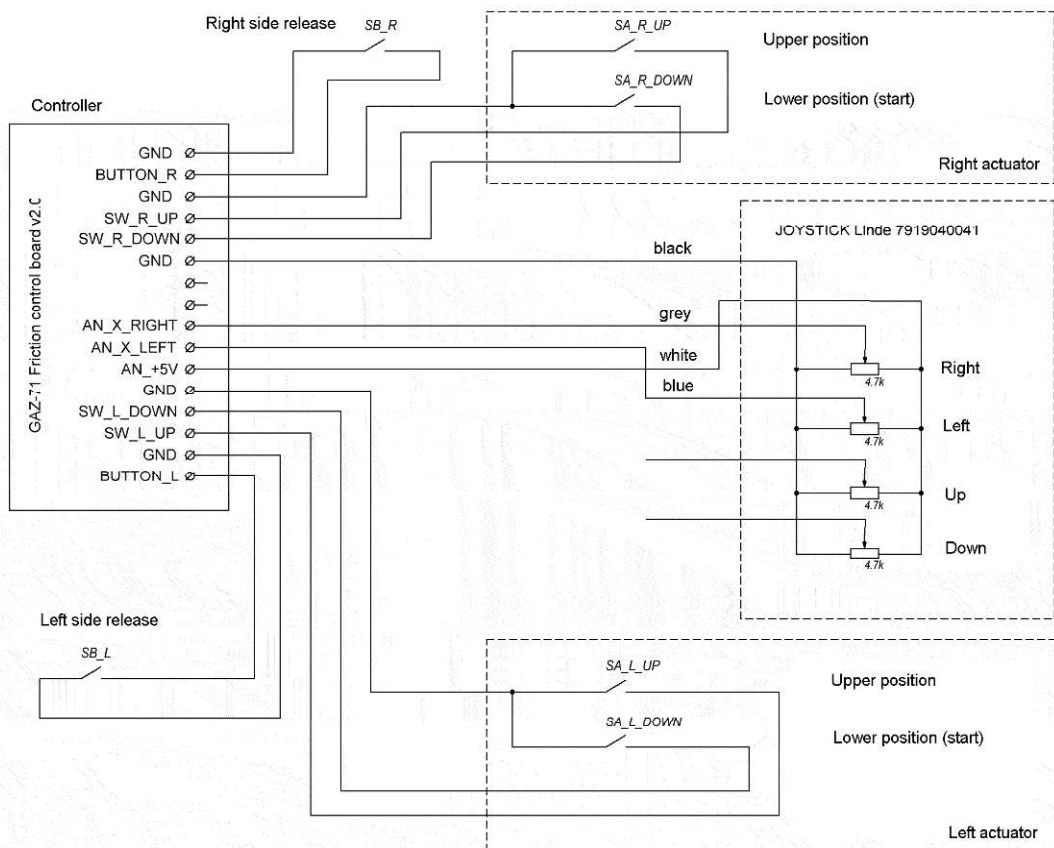 Right side release
SB_R
SA_R_UP
Upper position
SA_R_DOWN
Lower position (start)
Right actuator
Controller
GAZ-71 Friction control board v2.0
GND
BUTTON_R
GND
SW_R_UP
SW_R_DOWN
GND
AN_X_RIGHT
AN_X_LEFT
AN_+5V
GND
SW_L_DOWN
SW_L_UP
GND
BUTTON_L
black
grey
white
blue
JOYSTICK LInde 7919040041
4.7k
Right
4.7k
Left
4.7k
Up
4.7k
Down
Left side release
SB_L
SA_L_UP
Upper position
SA_L_DOWN
Lower position (start)
Left actuator